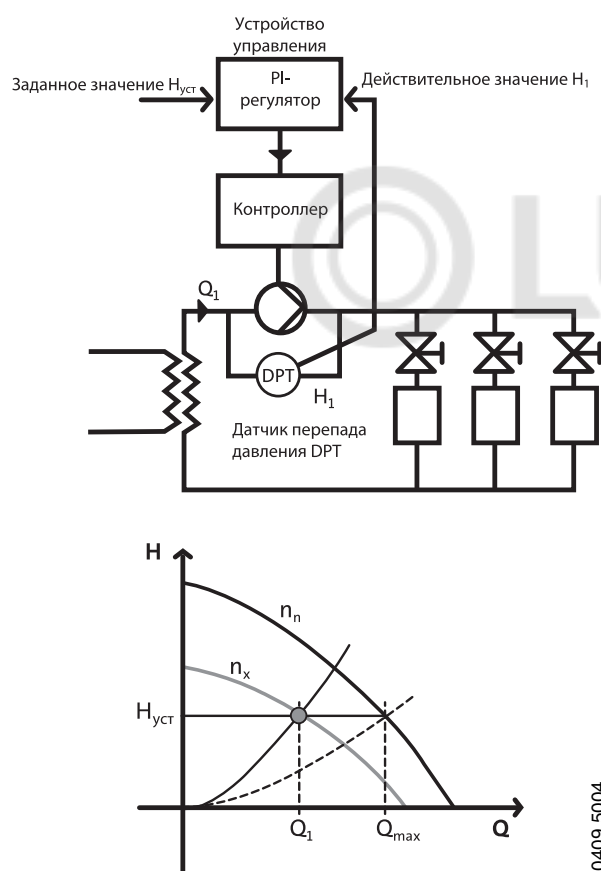 Устройство
управления
Заданное значение Hуст
PI-
регулятор
Действительное значение H1
Контроллер
Q1
DPT
H1
Датчик перепада
давления DPT
H
nn
nx
Hуст
Q1
Qmax
Q
0409 5004